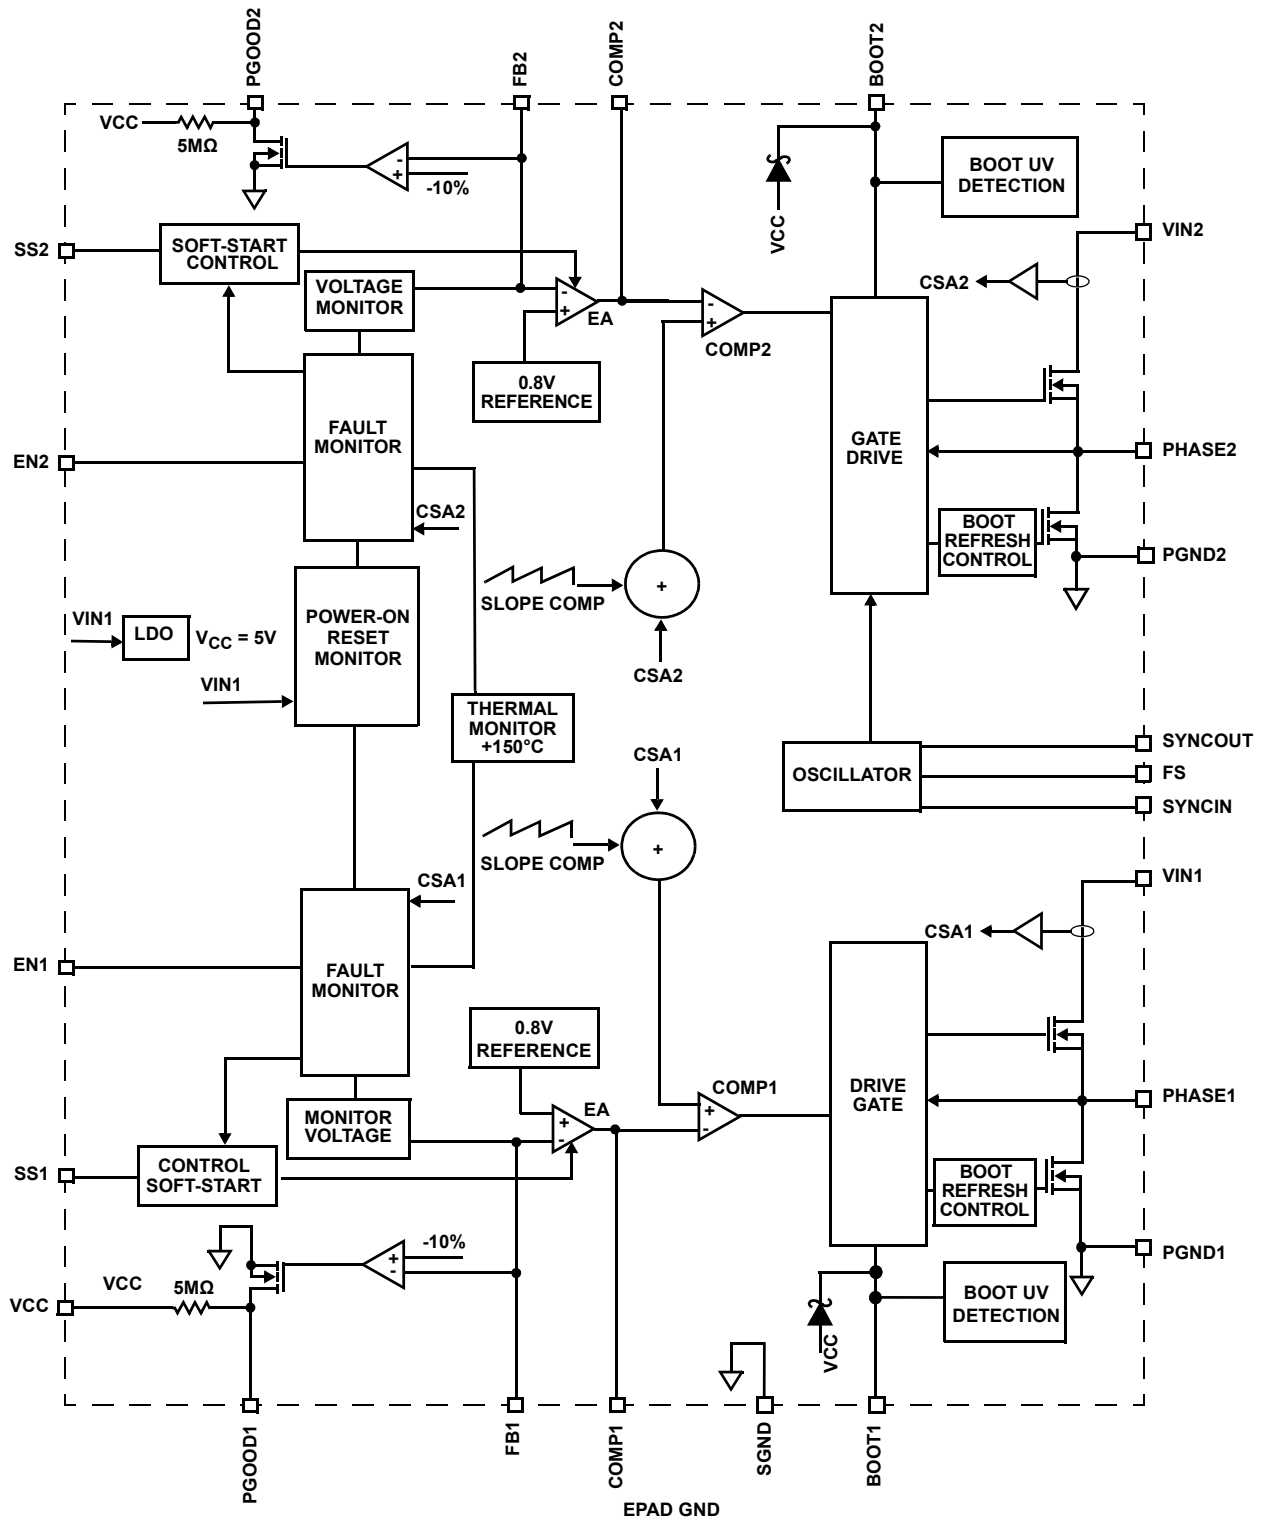 PGOOD2
FB2
COMP2
BOOT2
VCC
5MΩ
-
+
-10%
BOOT UV
DETECTION
VCC
SS2
SOFT-START
CONTROL
VIN2
VOLTAGE
MONITOR
CSA2
-
+
EA
-
+
COMP2
0.8V
REFERENCE
FAULT
MONITOR
GATE
DRIVE
EN2
PHASE2
CSA2
BOOT
REFRESH
CONTROL
PGND2
+
SLOPE COMP
POWER-ON
RESET
MONITOR
VIN1
LDO
VCC = 5V
VIN1
CSA2
THERMAL
MONITOR
+150°C
CSA1
OSCILLATOR
SYNCOUT
FS
SYNCIN
+
SLOPE COMP
CSA1
VIN1
CSA1
EN1
FAULT
MONITOR
0.8V
REFERENCE
COMP1
EA
+
-
+
-
DRIVE
GATE
PHASE1
MONITOR
VOLTAGE
SS1
CONTROL
SOFT-START
BOOT
REFRESH
CONTROL
-10%
+
-
PGND1
VCC
VCC
5MΩ
BOOT UV
DETECTION
VCC
PGOOD1
FB1
COMP1
SGND
BOOT1
EPAD GND